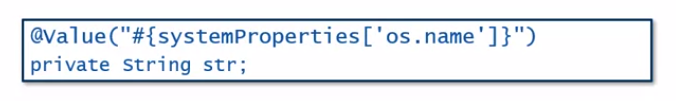 @Value("#{systemProperties['os.name']}")
private String str;